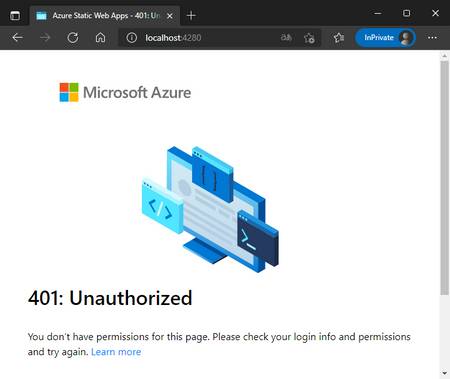 Azure Static Web Apps - 401: Un
localhost:4280
InPrivate
Microsoft Azure
{ }
</>
>_
401: Unauthorized
You don't have permissions for this page. Please check your login info and permissions
and try again. Learn more